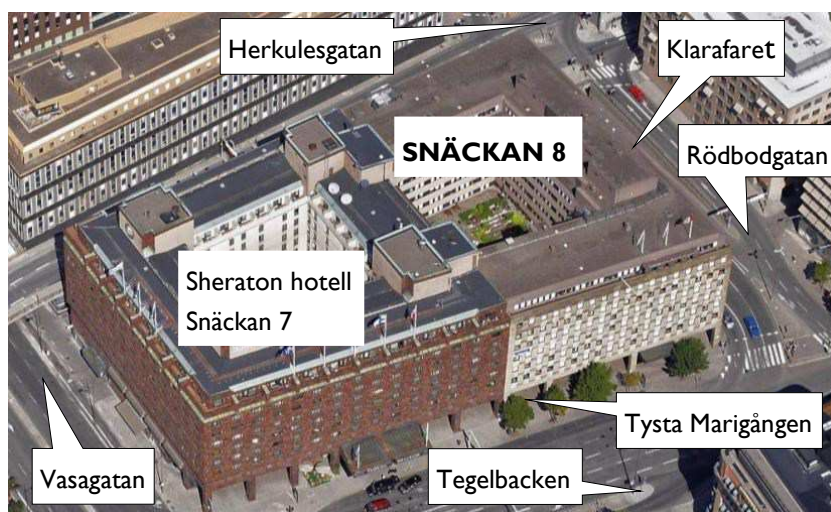 Herkulesgatan
Klarafaret
SNÄCKAN 8
Rödbodgatan
Sheraton hotell
Snäckan 7
Tysta Marigången
Vasagatan
Tegelbacken